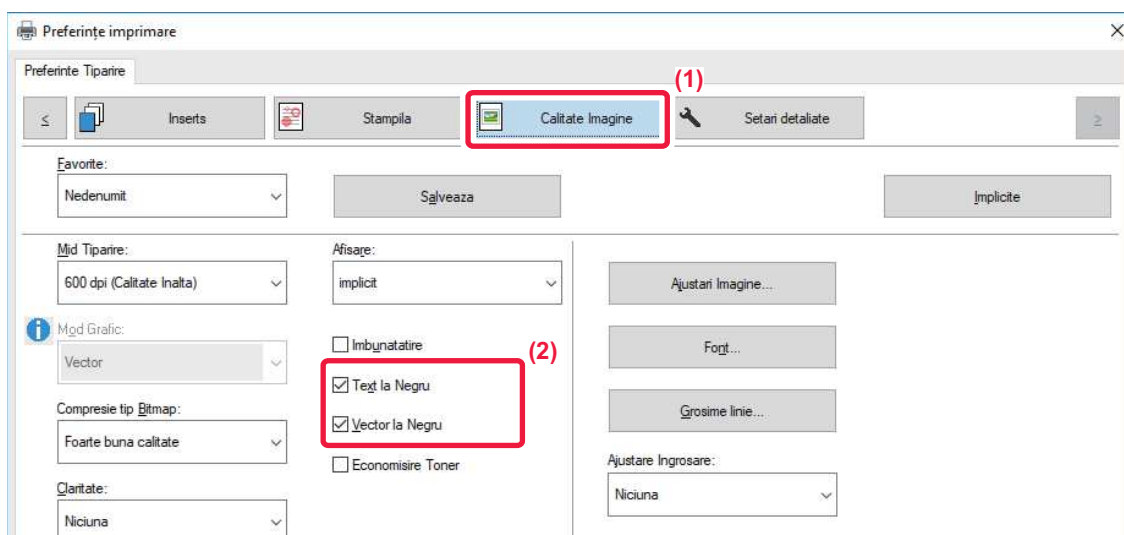 Preferințe imprimare
Preferinte Tiparire
(1)
≤ Inserts Stampila Calitate Imagine Setari detaliate ≥
Favorite:
Nedenumit Salveaza Implicite
Mid Tiparire: Afisare:
600 dpi (Calitate Inalta) implicit Ajustari Imagine...
Mod Grafic:
Vector Imbunatatire (2) Font...
Text la Negru
Compresie tip Bitmap: Vector la Negru Grosime linie...
Foarte buna calitate Economisire Toner Ajustare Ingrosare:
Claritate: Niciuna
Niciuna